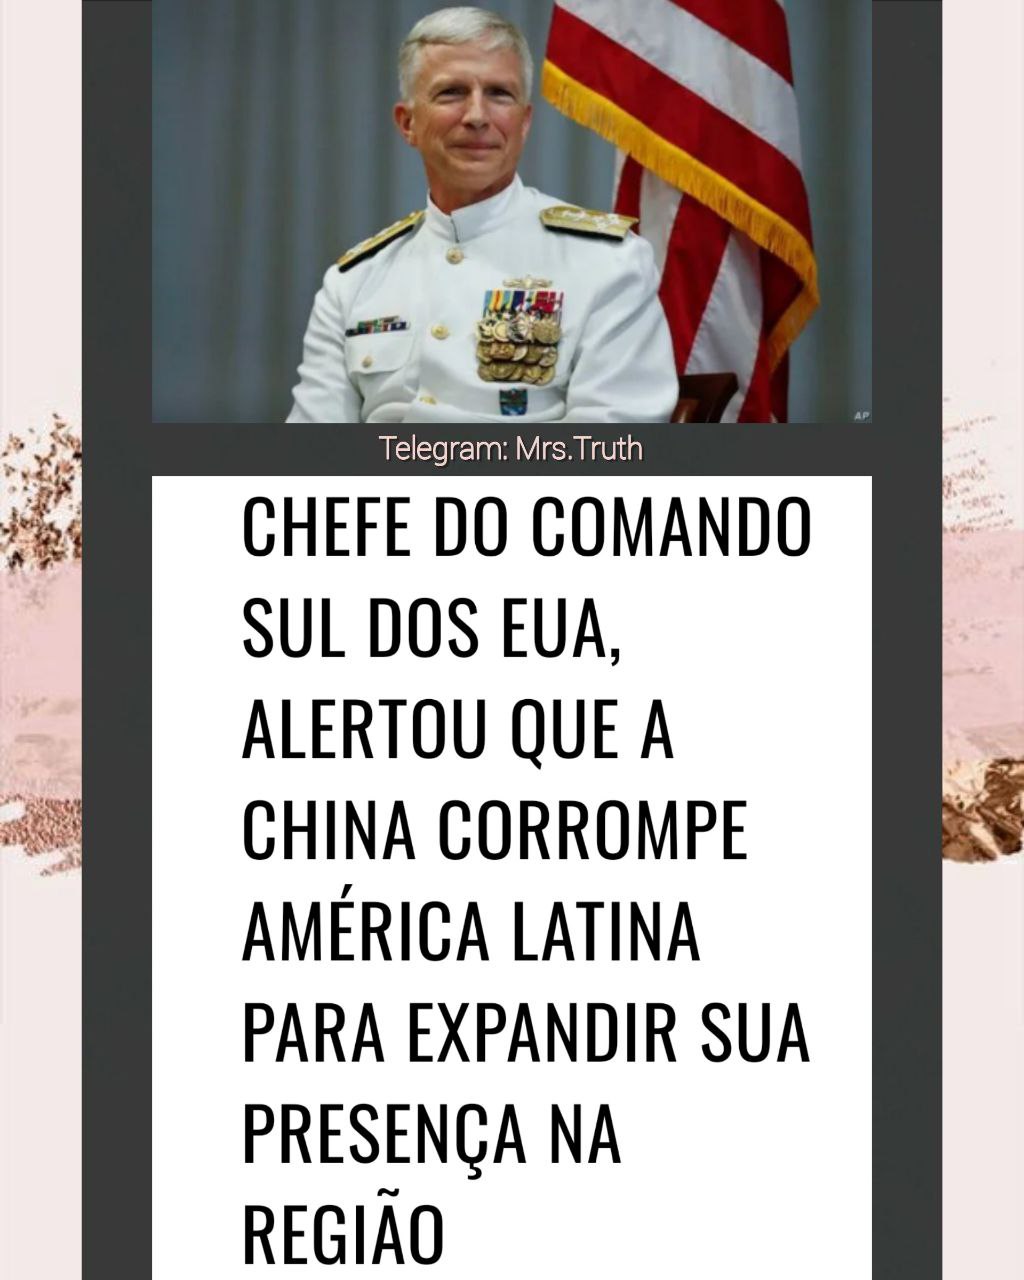 AP
Telegram: Mrs.Truth
CHEFE DO COMANDO
SUL DOS EUA,
ALERTOU QUE A
CHINA CORROMPE
AMÉRICA LATINA
PARA EXPANDIR SUA
PRESENÇA NA
REGIÃO